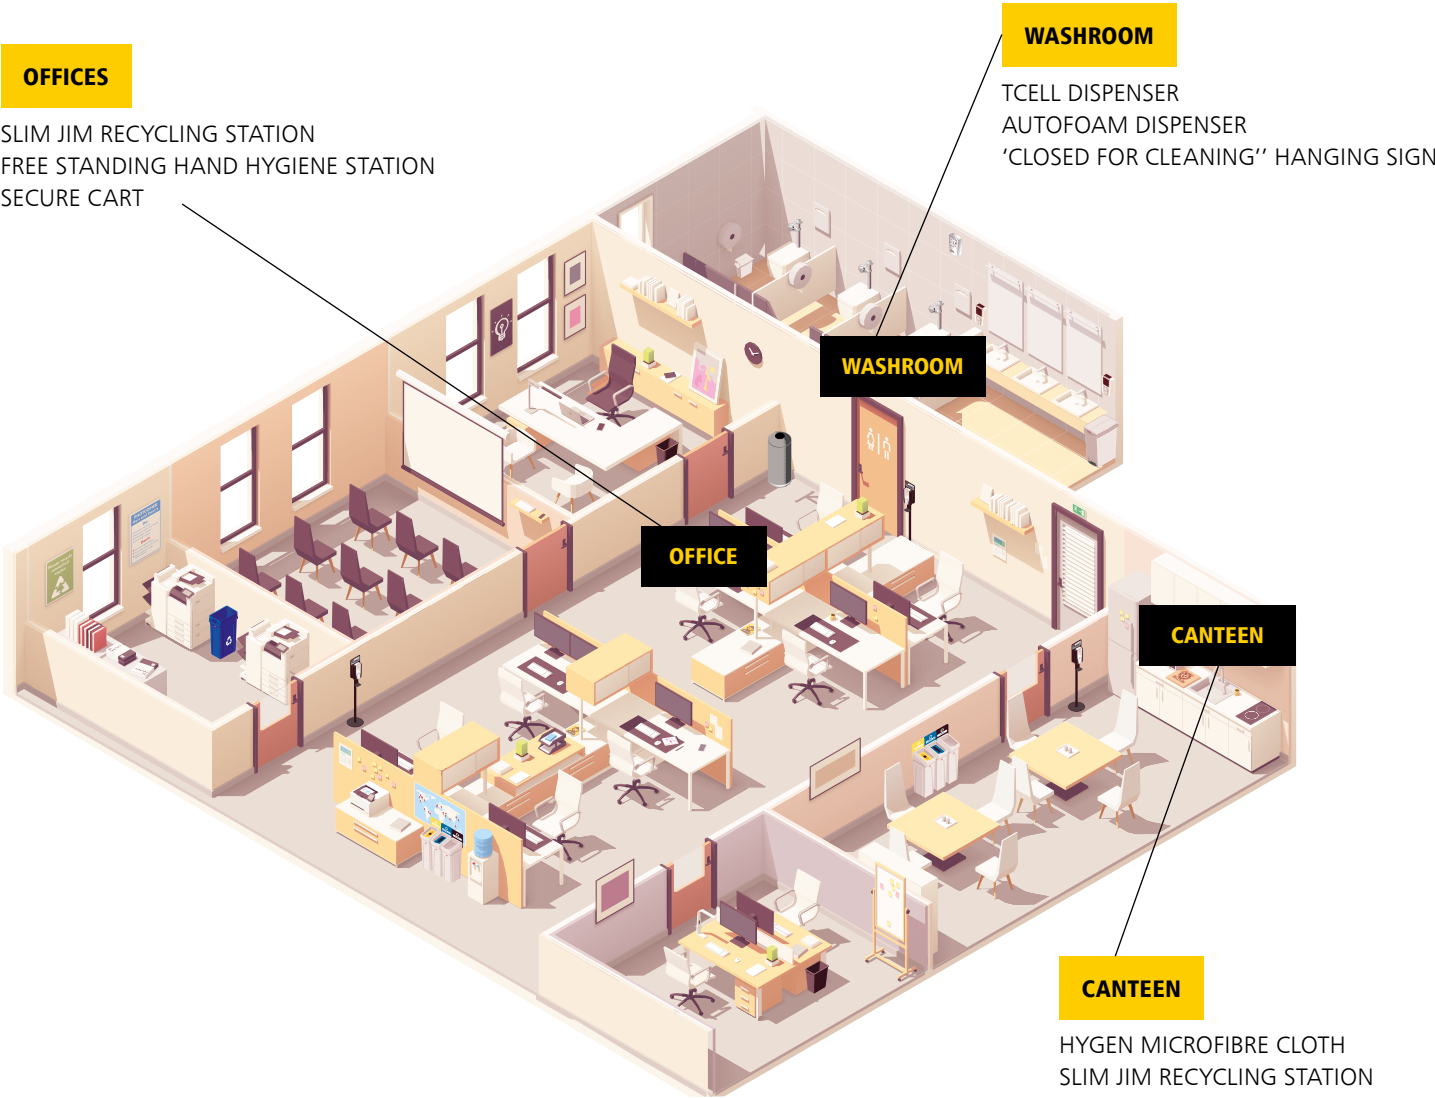 WASHROOM
TCELL DISPENSER
AUTOFOAM DISPENSER
‘CLOSED FOR CLEANING’’ HANGING SIGN
OFFICES
SLIM JIM RECYCLING STATION
FREE STANDING HAND HYGIENE STATION
SECURE CART
WASHROOM
OFFICE
CANTEEN
CANTEEN
HYGEN MICROFIBRE CLOTH
SLIM JIM RECYCLING STATION